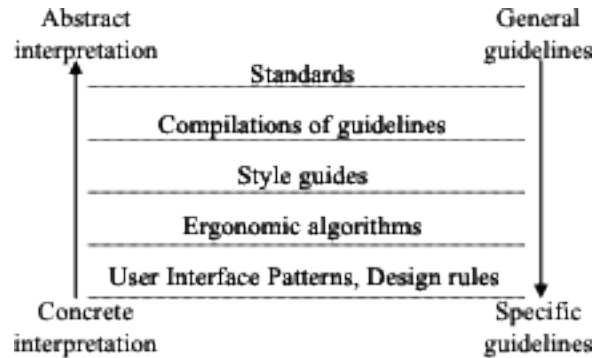 Abstract
interpretation
General
guidelines
Standards
Compilations of guidelines
Style guides
Ergonomic algorithms
User Interface Patterns, Design rules
Concrete
interpretation
Specific
guidelines